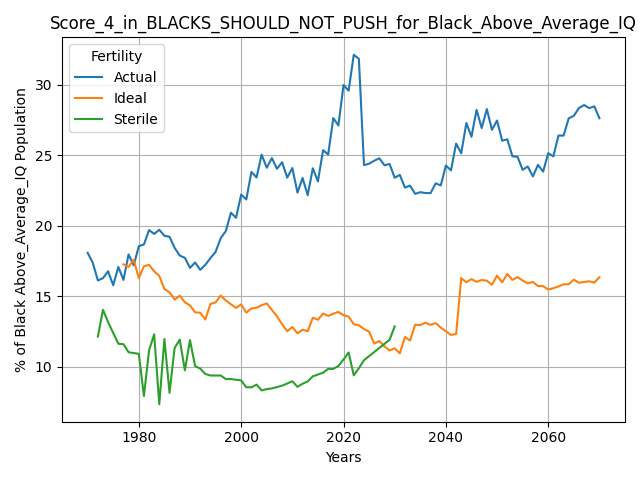 Score_4_in_BLACKS_SHOULD_NOT_PUSH_for_Black_Above_Average_IQ
Fertility
Actual
Ideal
Sterile
% of Black Above_Average_IQ Population
30
25
20
15
10
1980
2000
2020
2040
2060
Years